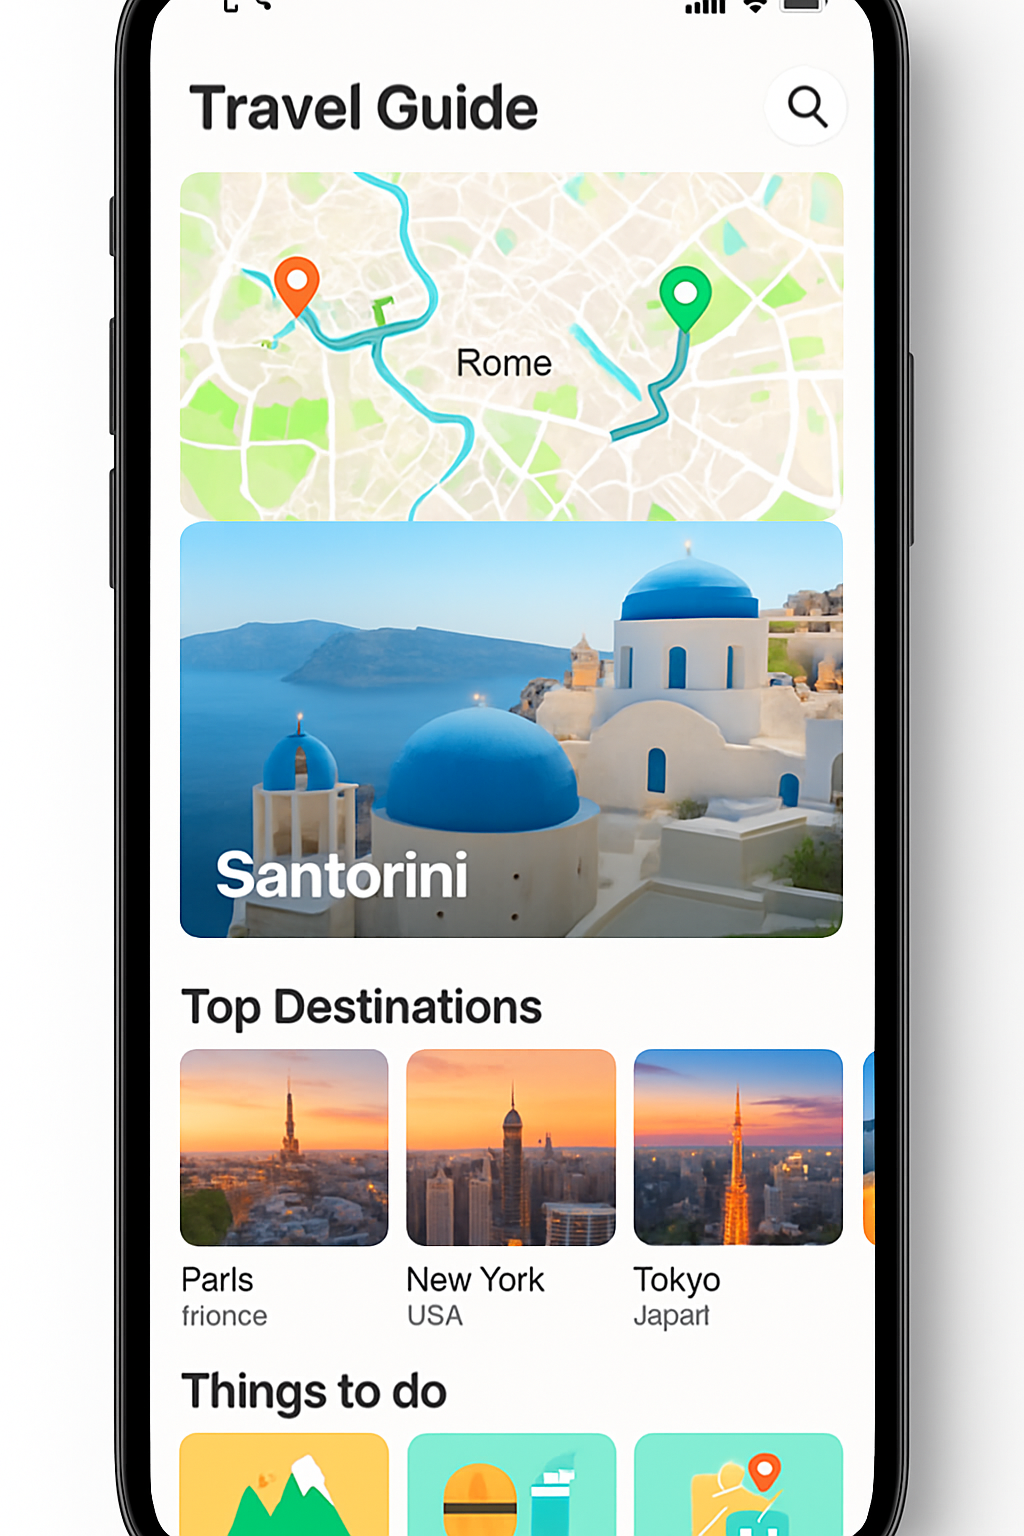 Travel Guide
Rome
Santorini
Top Destinations
Parls
frionce
New York
USA
Tokyo
Japart
Things to do